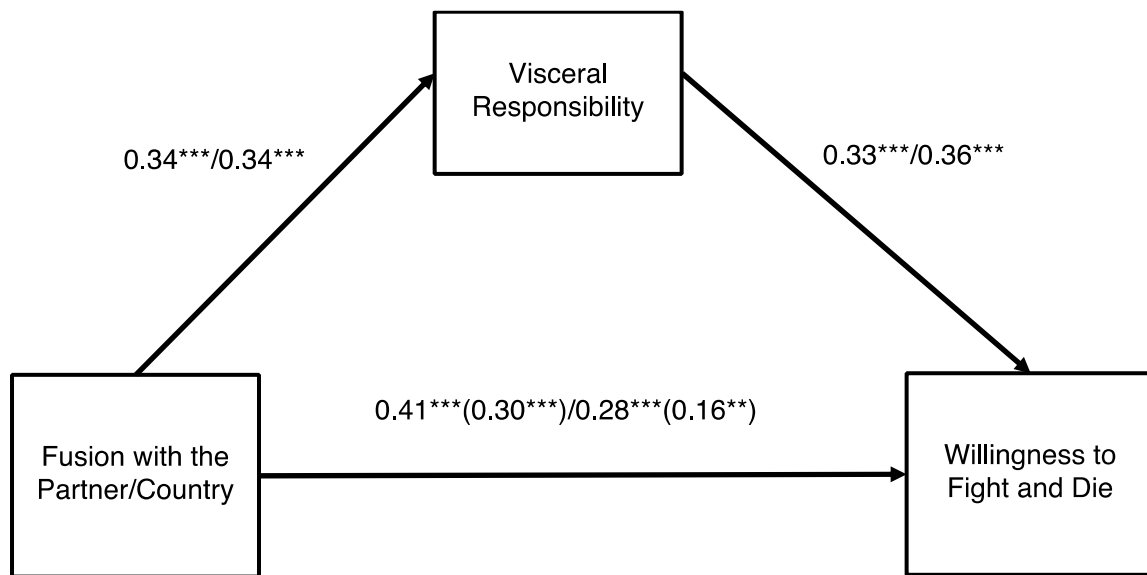 Visceral
Responsibility
0.34***/0.34***
0.33***/0.36***
0.41***(0.30***)/0.28***(0.16**)
Fusion with the
Partner/Country
Willingness to
Fight and Die